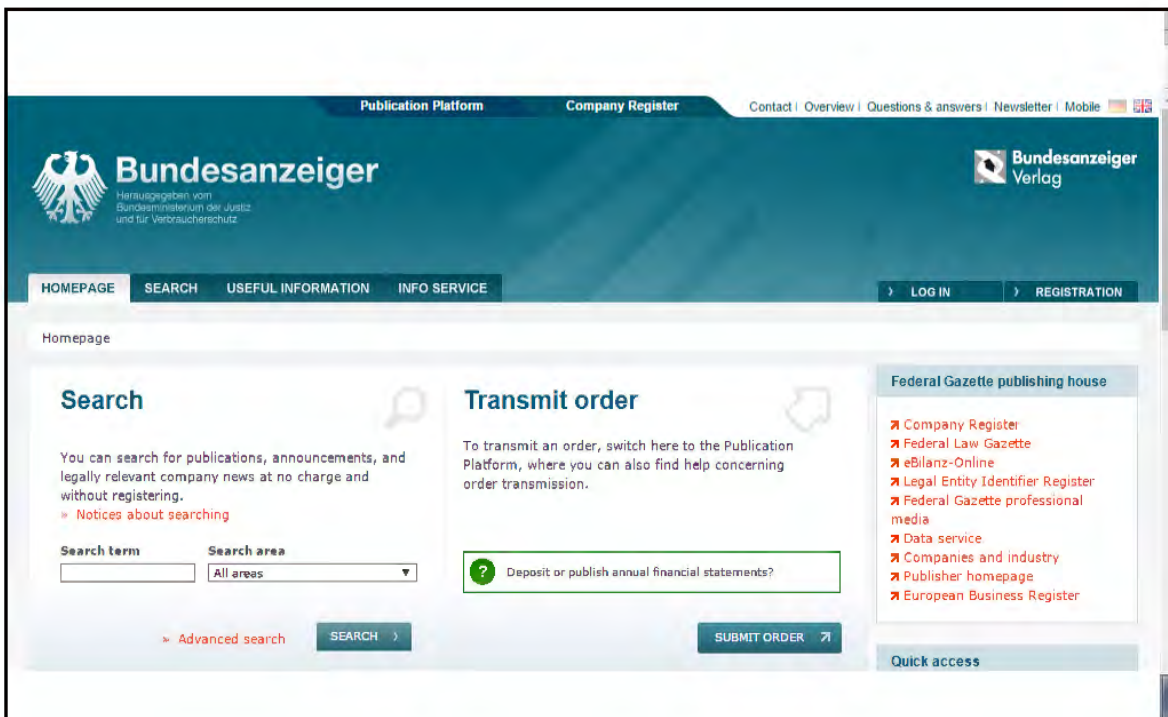 Publication Platform
Company Register
Contact | Overview | Questions & answers | Newsletter | Mobile
Bundesanzeiger
Herausgegeben vom
Bundesministerium der Justiz
und für Verbraucherschutz
Bundesanzeiger
Verlag
HOMEPAGE
SEARCH
USEFUL INFORMATION
INFO SERVICE
> LOG IN
> REGISTRATION
Homepage
Search
You can search for publications, announcements, and
legally relevant company news at no charge and
without registering.
» Notices about searching
Search term
Search area
All areas
» Advanced search
SEARCH >
Transmit order
To transmit an order, switch here to the Publication
Platform, where you can also find help concerning
order transmission.
? Deposit or publish annual financial statements?
SUBMIT ORDER
Federal Gazette publishing house
Company Register
Federal Law Gazette
eBilanz-Online
Legal Entity Identifier Register
Federal Gazette professional
media
Data service
Companies and industry
Publisher homepage
European Business Register
Quick access